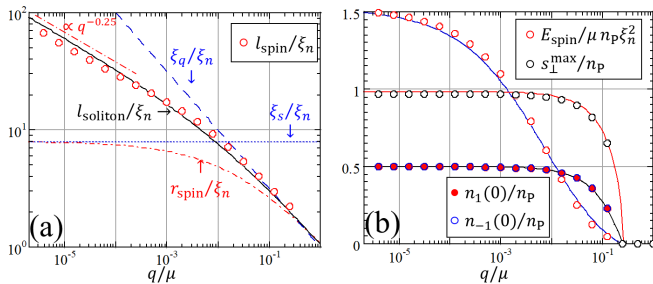 10²
∝ q^-0.25
l_spin/ξ_n
ξ_q/ξ_n
l_soliton/ξ_n
ξ_s/ξ_n
10¹
r_spin/ξ_n
(a)
10⁰
10⁻⁵ 10⁻³ 10⁻¹
q/μ
1.5
E_spin/μ n_P ξ_n²
s_⊥^max/n_P
1
0.5
n₁(0)/n_P
n₋₁(0)/n_P
(b)
0
10⁻⁵ 10⁻³ 10⁻¹
q/μ